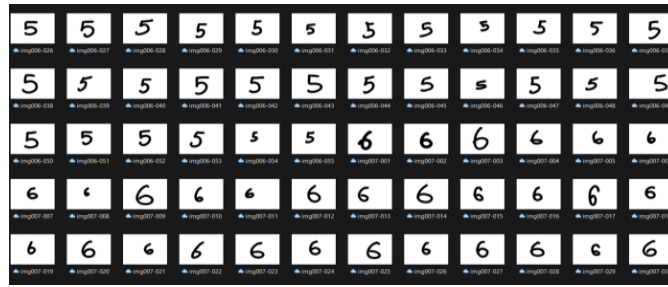 5 5 5 5 5 5 5 5 5 5 5 5
img006-026 img006-027 img006-028 img006-029 img006-030 img006-031 img006-032 img006-033 img006-034 img006-035 img006-036
5 5 5 5 5 5 5 5 5 5 5 5
img006-038 img006-039 img006-040 img006-041 img006-042 img006-043 img006-044 img006-045 img006-046 img006-047 img006-048
5 5 5 5 5 5 6 6 6 6 6 6
img006-050 img006-051 img006-052 img006-053 img006-054 img006-055 img007-001 img007-002 img007-003 img007-004 img007-005
6 6 6 6 6 6 6 6 6 6 6 6
img007-007 img007-008 img007-009 img007-010 img007-011 img007-012 img007-013 img007-014 img007-015 img007-016 img007-017
6 6 6 6 6 6 6 6 6 6 6 6
img007-019 img007-020 img007-021 img007-022 img007-023 img007-024 img007-025 img007-026 img007-027 img007-028 img007-029